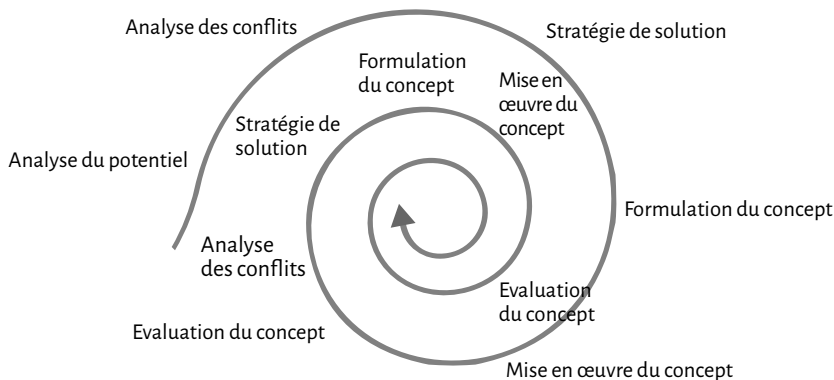 Analyse des conflits
Stratégie de solution
Formulation
du concept
Mise en
œuvre du
concept
Stratégie de
solution
Analyse du potentiel
Formulation du concept
Analyse
des conflits
Evaluation
du concept
Evaluation du concept
Mise en œuvre du concept